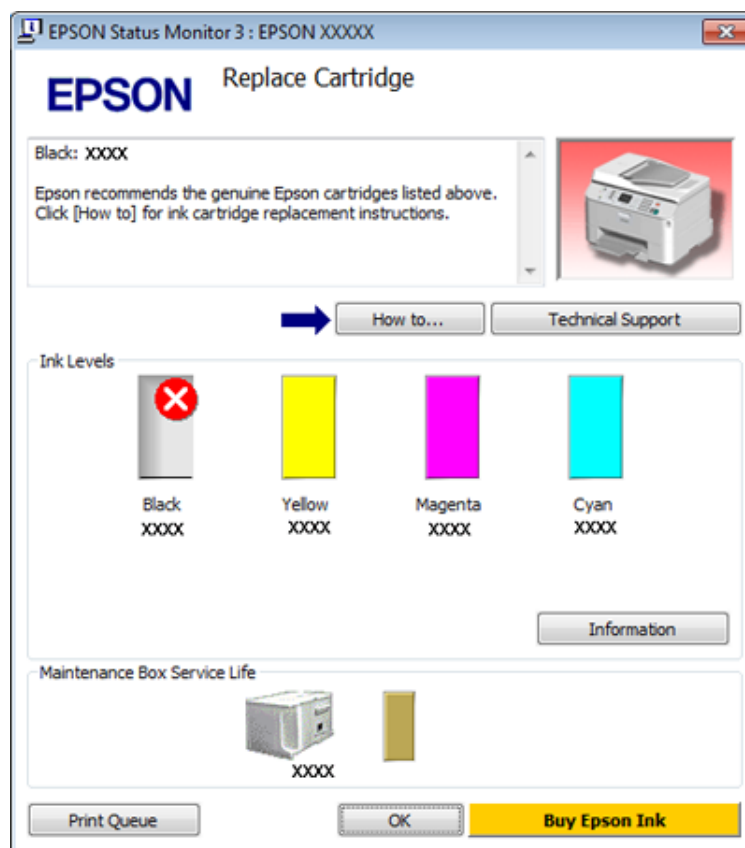 EPSON Status Monitor 3 : EPSON XXXXX
EPSON
Replace Cartridge
Black: XXXX
Epson recommends the genuine Epson cartridges listed above.
Click [How to] for ink cartridge replacement instructions.
How to...
Technical Support
Ink Levels
Black
Yellow
Magenta
Cyan
XXXX
XXXX
XXXX
XXXX
Information
Maintenance Box Service Life
XXXX
Print Queue
OK
Buy Epson Ink